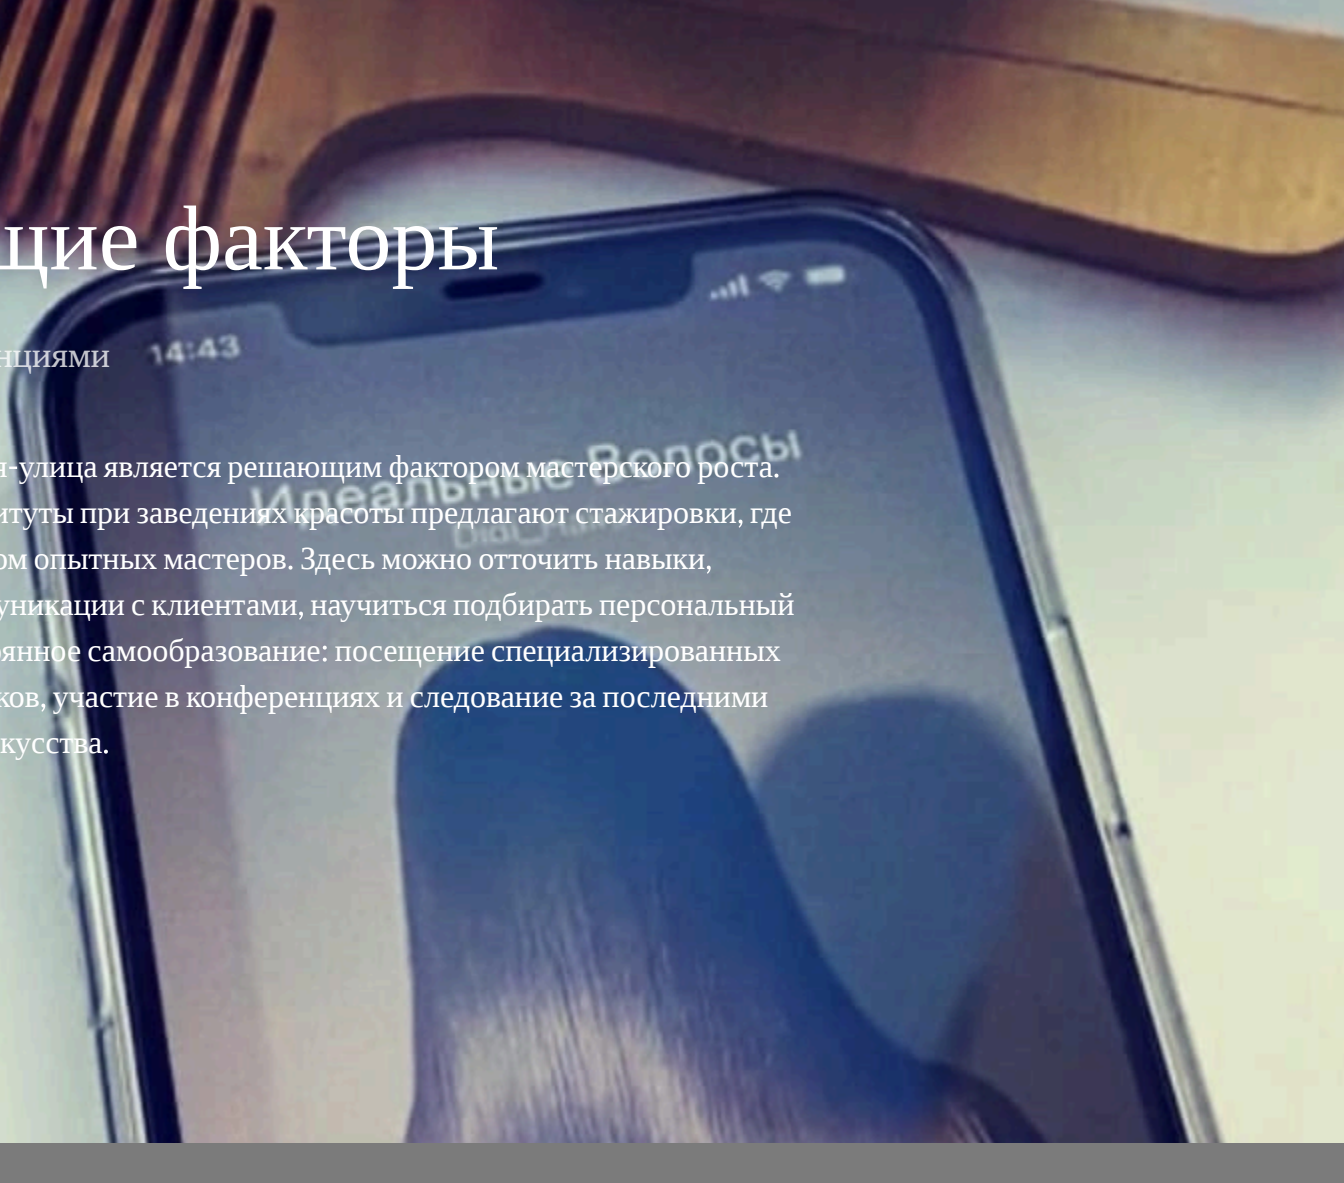 щие факторы
14:43
нциями
Идеальные Волосы
я-улица является решающим фактором мастерского роста.
итуты при заведениях красоты предлагают стажировки, где
ом опытных мастеров. Здесь можно отточить навыки,
уникации с клиентами, научиться подбирать персональный
янное самообразование: посещение специализированных
ков, участие в конференциях и следование за последними
кусства.